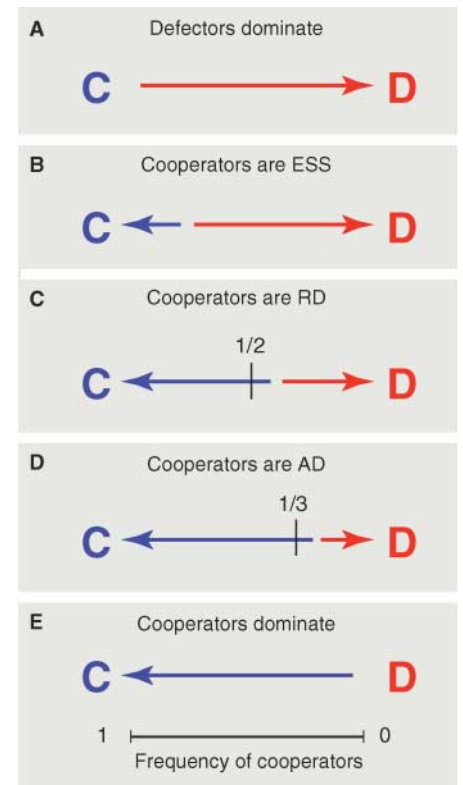 A Defectors dominate
C D
B Cooperators are ESS
C D
C Cooperators are RD
1/2
C D
D Cooperators are AD
1/3
C D
E Cooperators dominate
C D
1 0
Frequency of cooperators